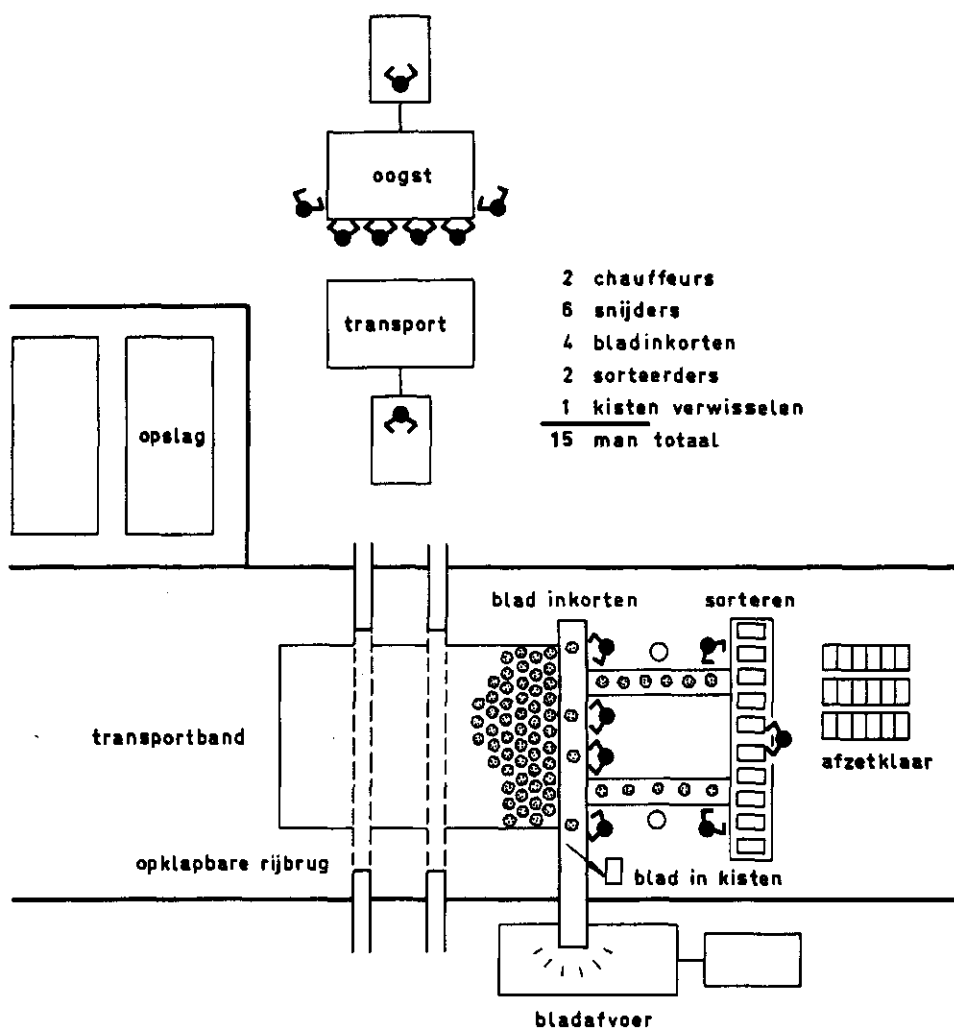 oogst
2 chauffeurs
6 snijders
4 bladinkorten
2 sorteerders
1 kisten verwisselen
15 man totaal
transport
opslag
blad inkorten
sorteren
transportband
afzetklaar
opklapbare rijbrug
blad in kisten
bladafvoer